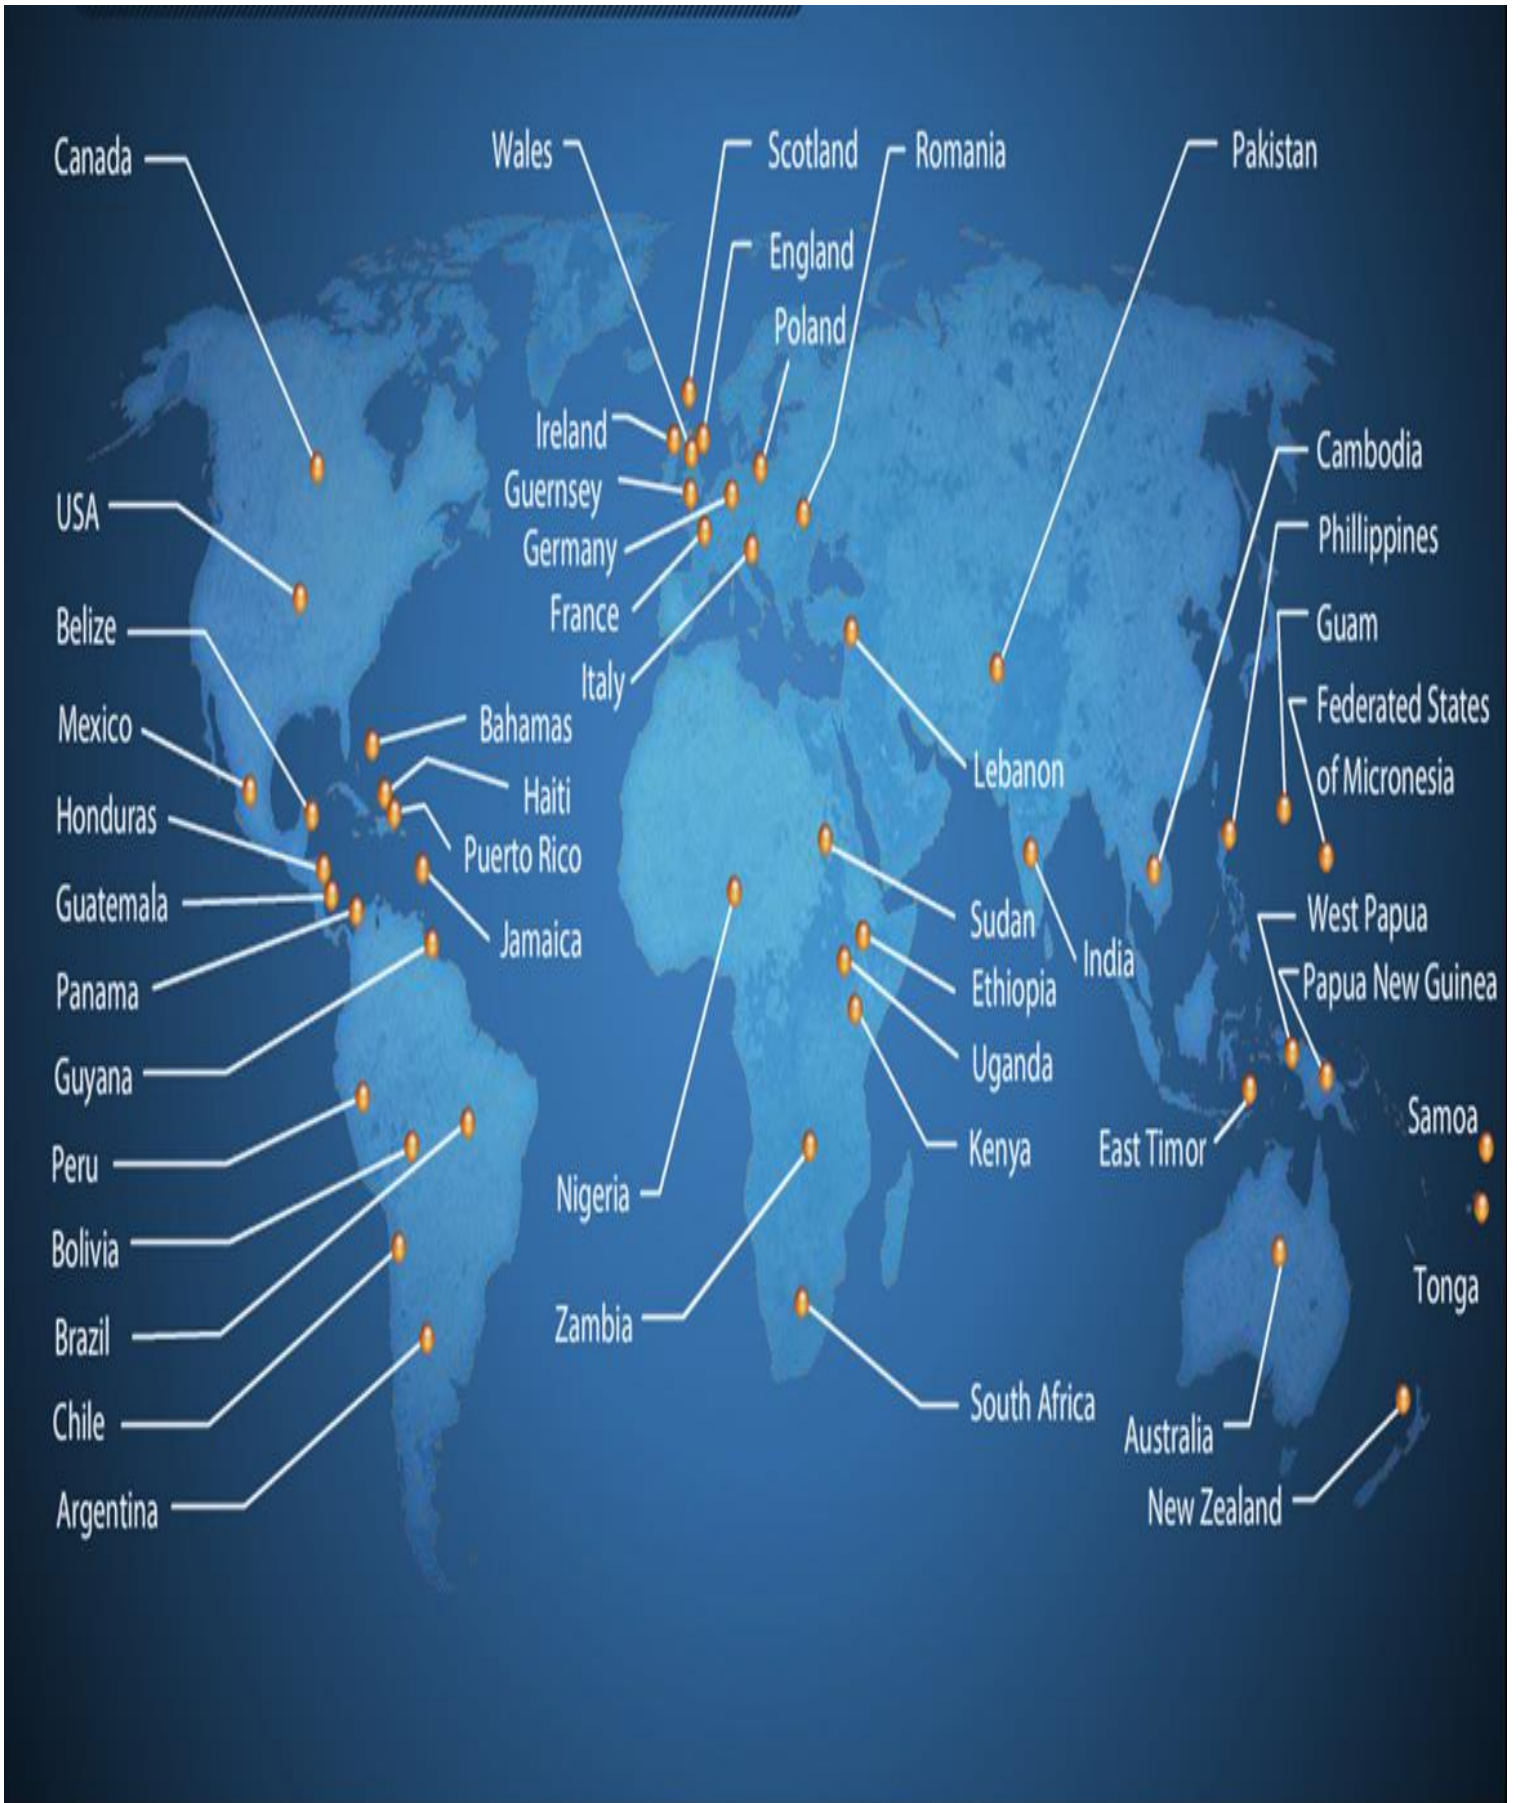 Canada
Wales
Scotland
Romania
Pakistan
England
Poland
Ireland
Cambodia
Guernsey
USA
Phillippines
Germany
France
Guam
Belize
Italy
Federated States
of Micronesia
Mexico
Bahamas
Lebanon
Haiti
Honduras
Puerto Rico
Guatemala
West Papua
Sudan
Jamaica
India
Papua New Guinea
Panama
Ethiopia
Uganda
Guyana
Samoa
East Timor
Kenya
Peru
Nigeria
Bolivia
Tonga
Zambia
Brazil
South Africa
Chile
Australia
New Zealand
Argentina